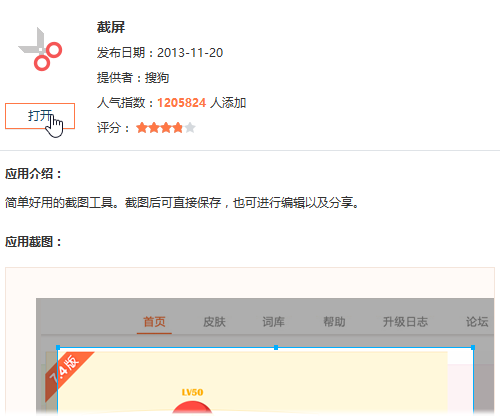 截屏
发布日期：2013-11-20
提供者：搜狗
人气指数：1205824 人添加
打开
评分：
应用介绍：
简单好用的截图工具。截图后可直接保存，也可进行编辑以及分享。
应用截图：
首页 皮肤 词库 帮助 升级日志 论坛
7.4版
LV50